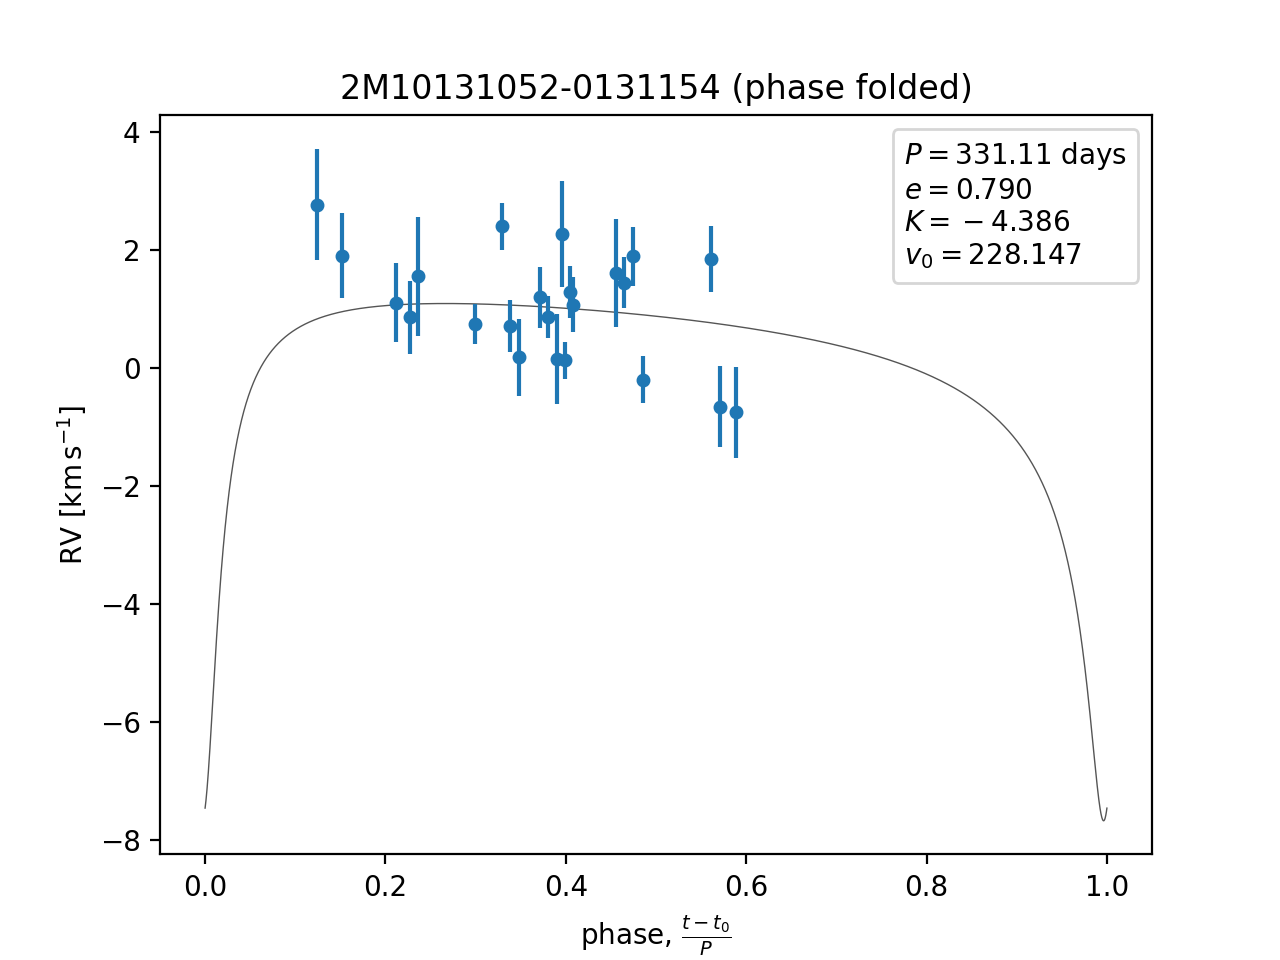 2M10131052-0131154 (phase folded)
P = 331.11 days
e = 0.790
K = −4.386
v₀ = 228.147
4
2
0
−2
−4
−6
−8
RV [km s⁻¹]
0.0 0.2 0.4 0.6 0.8 1.0
phase, (t − t₀)/P